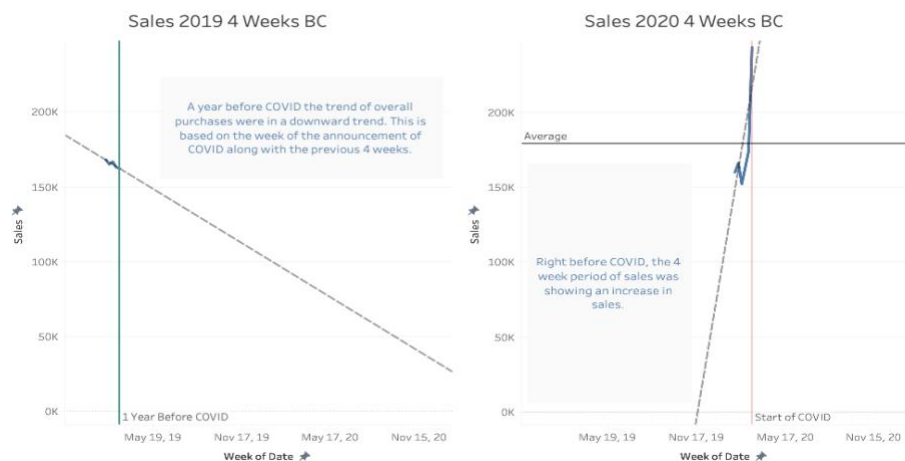 Sales 2019 4 Weeks BC
200K
150K
100K
50K
0K
Sales
A year before COVID the trend of overall
purchases were in a downward trend. This is
based on the week of the announcement of
COVID along with the previous 4 weeks.
1 Year Before COVID
May 19, 19
Nov 17, 19
May 17, 20
Nov 15, 20
Week of Date
Sales 2020 4 Weeks BC
200K
Average
150K
100K
50K
0K
Sales
Right before COVID, the 4
week period of sales was
showing an increase in
sales.
Start of COVID
May 19, 19
Nov 17, 19
May 17, 20
Nov 15, 20
Week of Date